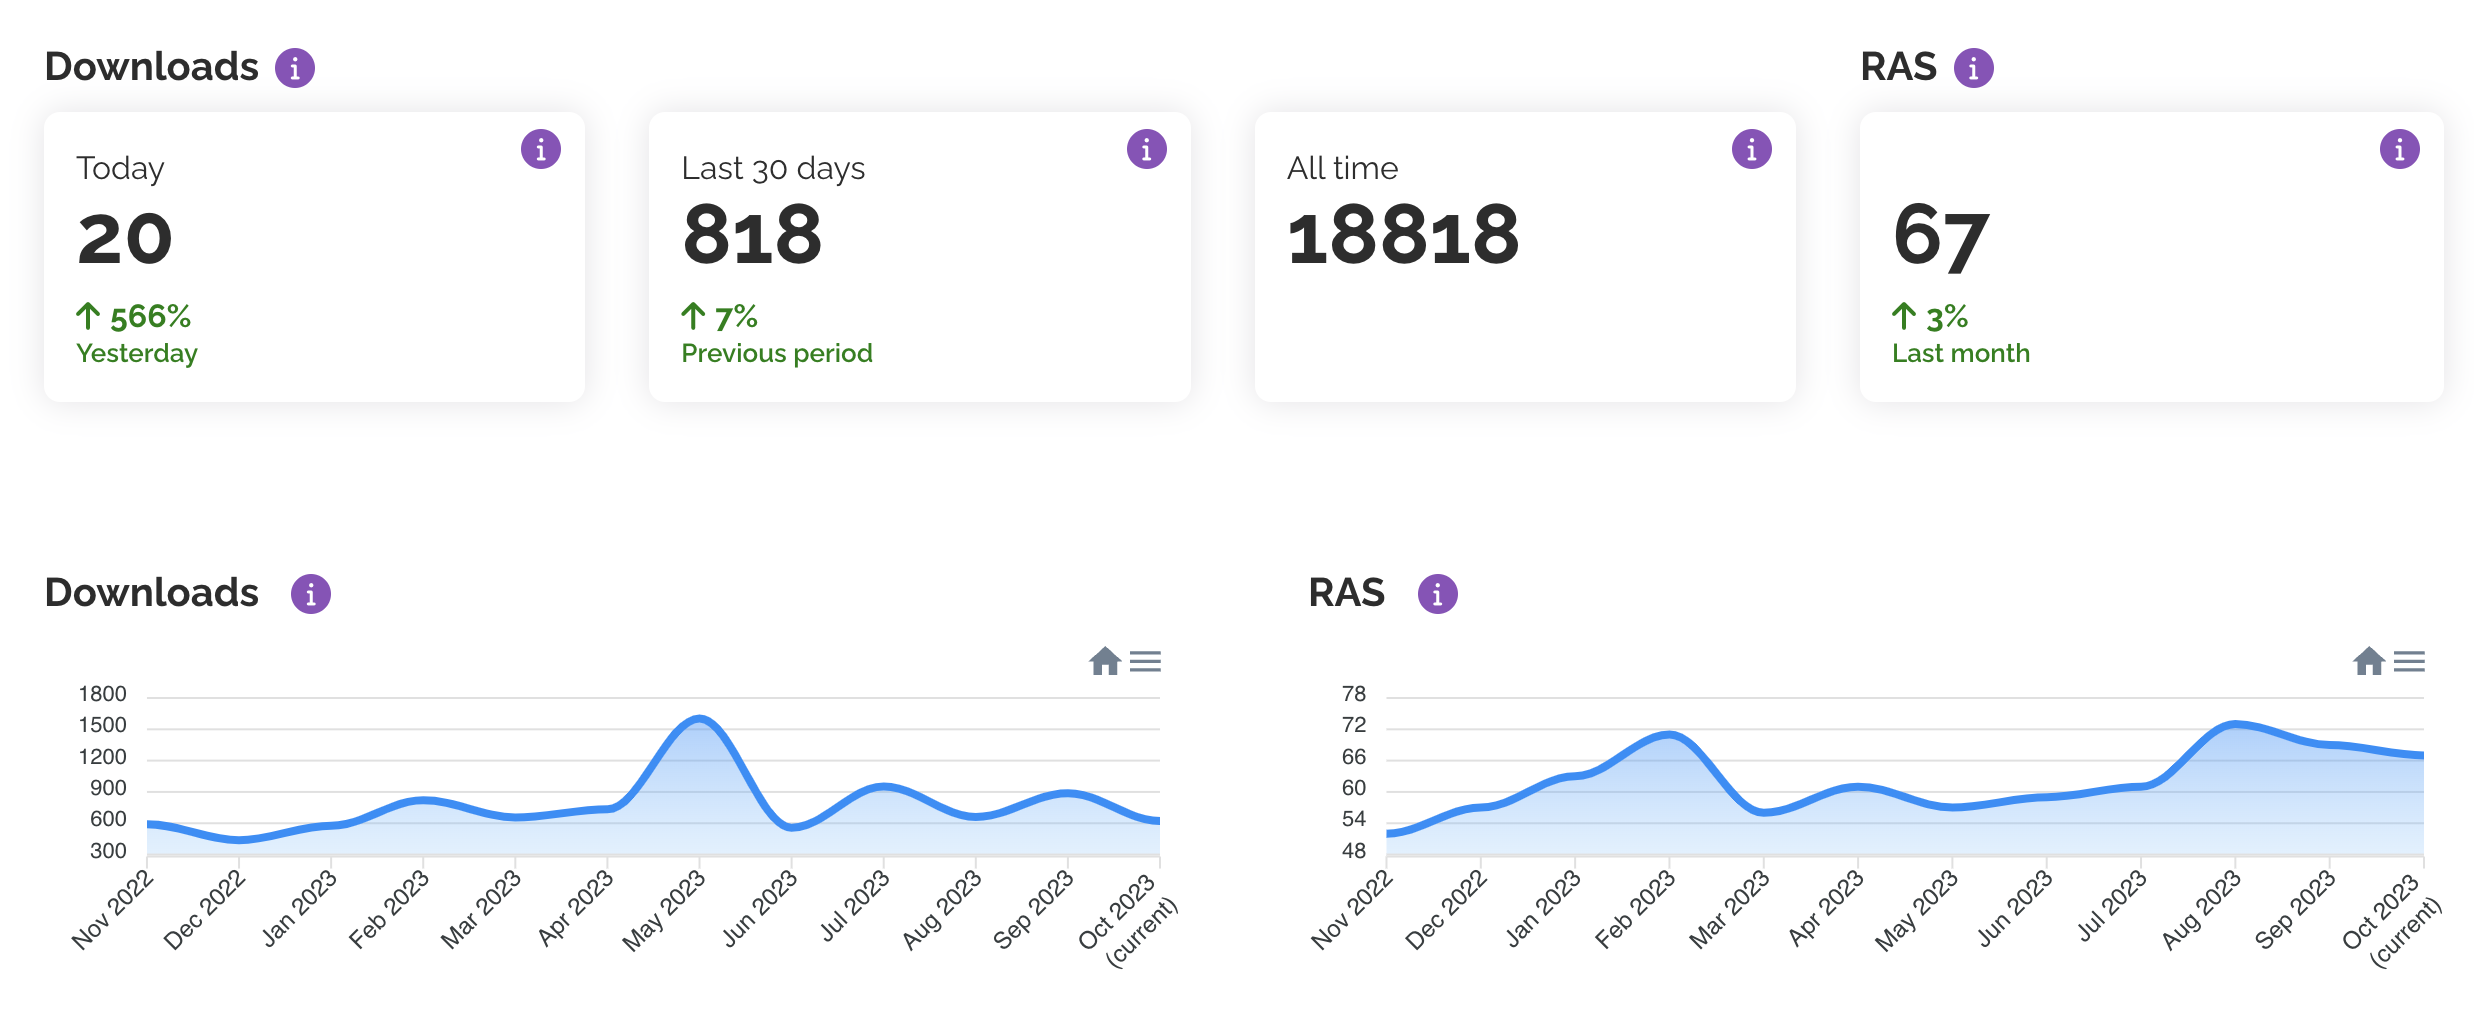 Downloads
RAS
Today
20
566%
Yesterday
Last 30 days
818
7%
Previous period
All time
18818
67
3%
Last month
Downloads
1800
1500
1200
900
600
300
Nov 2022
Dec 2022
Jan 2023
Feb 2023
Mar 2023
Apr 2023
May 2023
Jun 2023
Jul 2023
Aug 2023
Sep 2023
Oct 2023
(current)
RAS
78
72
66
60
54
48
Nov 2022
Dec 2022
Jan 2023
Feb 2023
Mar 2023
Apr 2023
May 2023
Jun 2023
Jul 2023
Aug 2023
Sep 2023
Oct 2023
(current)